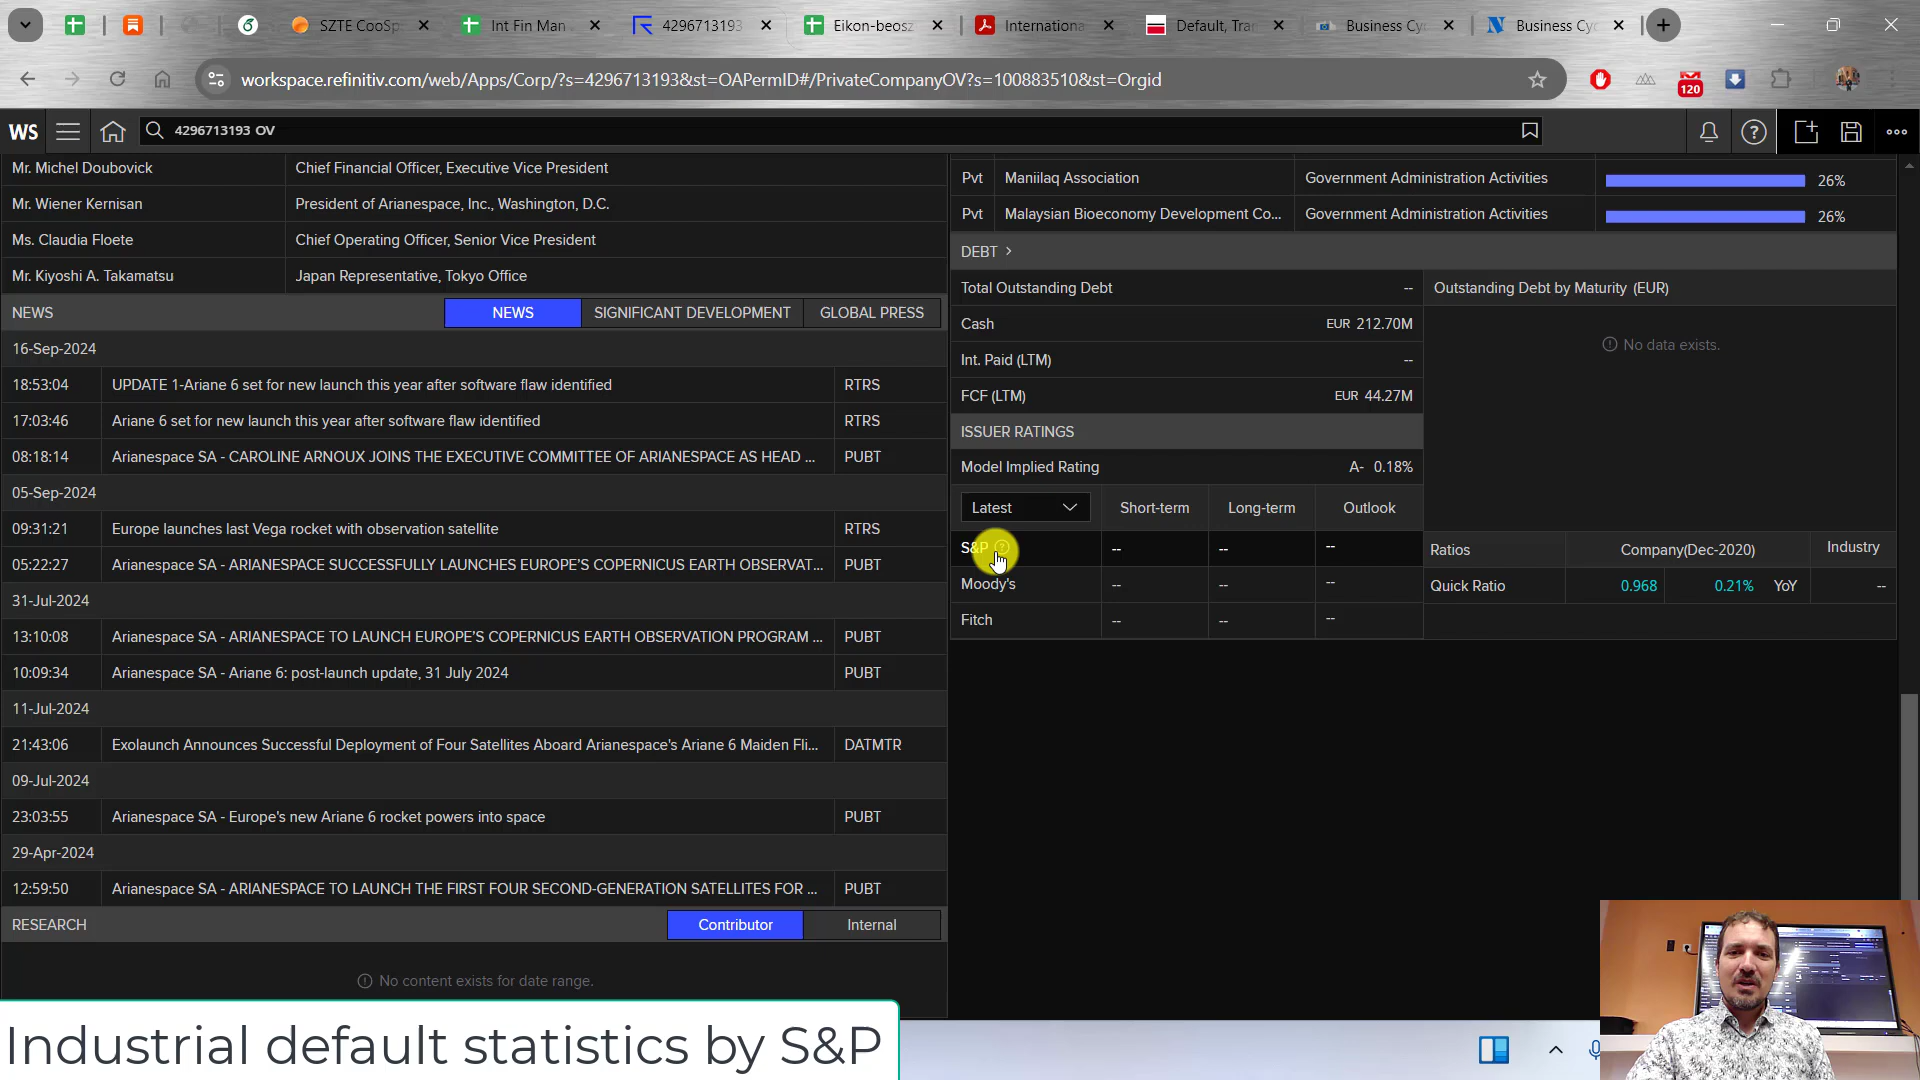 SZTE CooSp
Int Fin Man
4296713193
Eikon-beosz
Internationa
Default, Tra
Business Cy
Business Cy
workspace.refinitiv.com/web/Apps/Corp/?s=4296713193&st=OAPermID#/PrivateCompanyOV?s=100883510&st=Orgid
120
WS
4296713193 OV
Mr. Michel Doubovick Chief Financial Officer, Executive Vice President
Mr. Wiener Kernisan President of Arianespace, Inc., Washington, D.C.
Ms. Claudia Floete Chief Operating Officer, Senior Vice President
Mr. Kiyoshi A. Takamatsu Japan Representative, Tokyo Office
NEWS NEWS SIGNIFICANT DEVELOPMENT GLOBAL PRESS
16-Sep-2024
18:53:04 UPDATE 1-Ariane 6 set for new launch this year after software flaw identified RTRS
17:03:46 Ariane 6 set for new launch this year after software flaw identified RTRS
08:18:14 Arianespace SA - CAROLINE ARNOUX JOINS THE EXECUTIVE COMMITTEE OF ARIANESPACE AS HEAD ... PUBT
05-Sep-2024
09:31:21 Europe launches last Vega rocket with observation satellite RTRS
05:22:27 Arianespace SA - ARIANESPACE SUCCESSFULLY LAUNCHES EUROPE'S COPERNICUS EARTH OBSERVAT... PUBT
31-Jul-2024
13:10:08 Arianespace SA - ARIANESPACE TO LAUNCH EUROPE'S COPERNICUS EARTH OBSERVATION PROGRAM ... PUBT
10:09:34 Arianespace SA - Ariane 6: post-launch update, 31 July 2024 PUBT
11-Jul-2024
21:43:06 Exolaunch Announces Successful Deployment of Four Satellites Aboard Arianespace's Ariane 6 Maiden Fli... DATMTR
09-Jul-2024
23:03:55 Arianespace SA - Europe's new Ariane 6 rocket powers into space PUBT
29-Apr-2024
12:59:50 Arianespace SA - ARIANESPACE TO LAUNCH THE FIRST FOUR SECOND-GENERATION SATELLITES FOR ... PUBT
RESEARCH Contributor Internal
No content exists for date range.
Pvt Maniilaq Association Government Administration Activities 26%
Pvt Malaysian Bioeconomy Development Co... Government Administration Activities 26%
DEBT >
Total Outstanding Debt --
Cash EUR 212.70M
Int. Paid (LTM) --
FCF (LTM) EUR 44.27M
ISSUER RATINGS
Model Implied Rating A- 0.18%
Latest Short-term Long-term Outlook
S&P -- -- --
Moody's -- -- --
Fitch -- -- --
Outstanding Debt by Maturity (EUR)
No data exists.
Ratios Company(Dec-2020) Industry
Quick Ratio 0.968 0.21% YoY --
Industrial default statistics by S&P